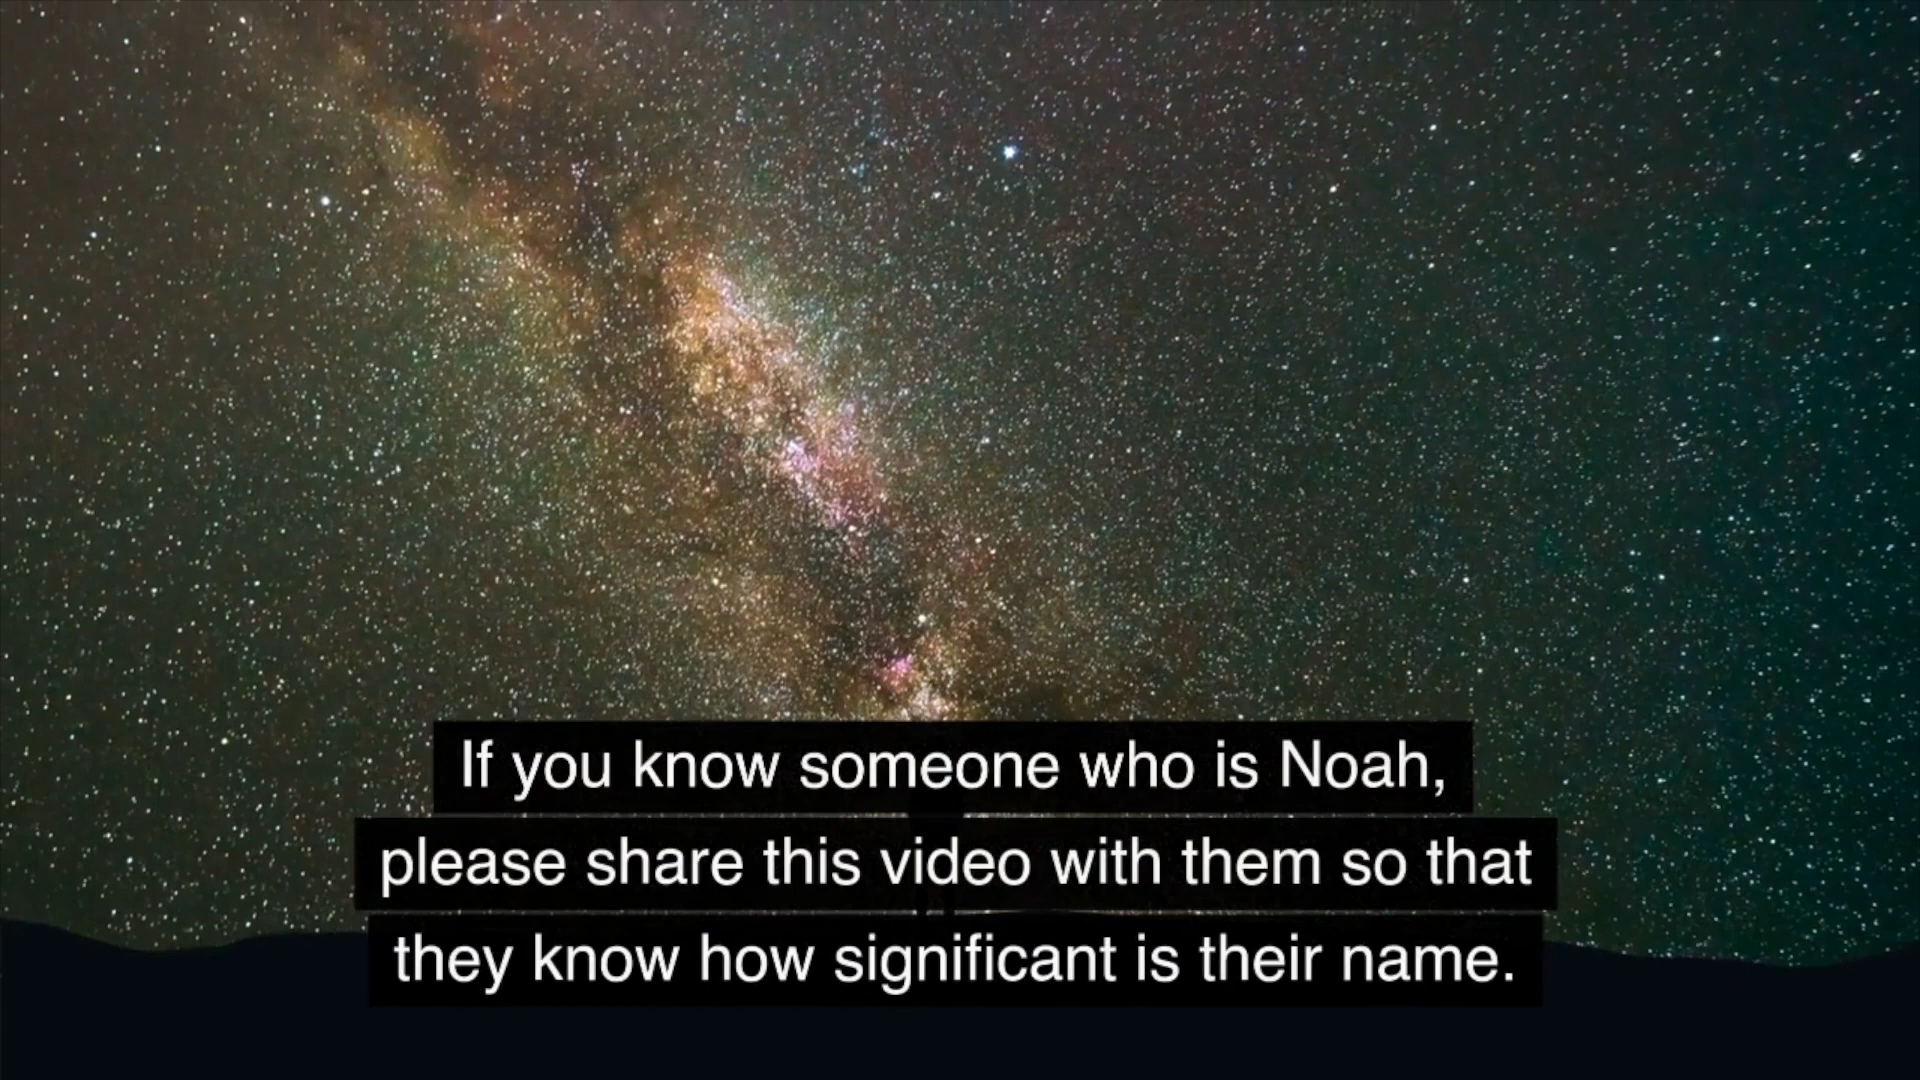 If you know someone who is Noah,
please share this video with them so that
they know how significant is their name.